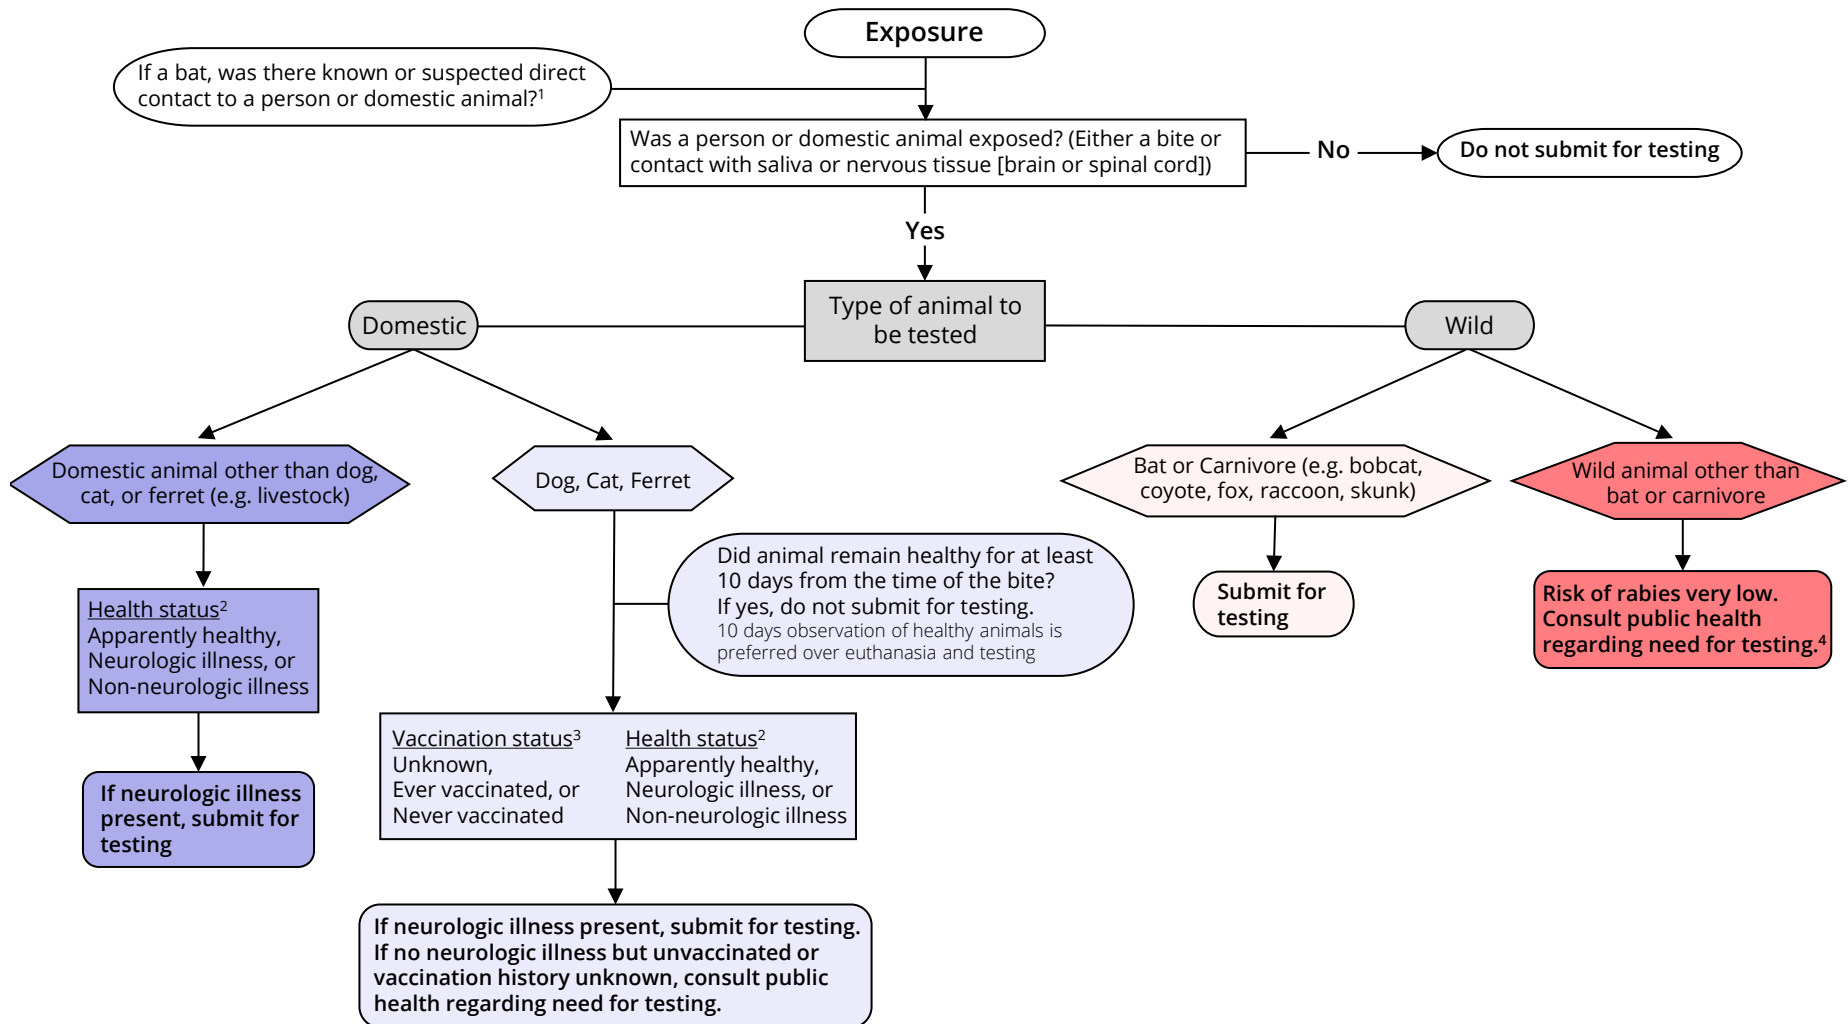 Exposure
If a bat, was there known or suspected direct
contact to a person or domestic animal?¹
Was a person or domestic animal exposed? (Either a bite or
contact with saliva or nervous tissue [brain or spinal cord])
No
Do not submit for testing
Yes
Type of animal to
be tested
Domestic
Wild
Domestic animal other than dog,
cat, or ferret (e.g. livestock)
Dog, Cat, Ferret
Bat or Carnivore (e.g. bobcat,
coyote, fox, raccoon, skunk)
Wild animal other than
bat or carnivore
Did animal remain healthy for at least
10 days from the time of the bite?
If yes, do not submit for testing.
10 days observation of healthy animals is
preferred over euthanasia and testing
Submit for
testing
Risk of rabies very low.
Consult public health
regarding need for testing.⁴
Health status²
Apparently healthy,
Neurologic illness, or
Non-neurologic illness
Vaccination status³
Unknown,
Ever vaccinated, or
Never vaccinated
Health status²
Apparently healthy,
Neurologic illness, or
Non-neurologic illness
If neurologic illness
present, submit for
testing
If neurologic illness present, submit for testing.
If no neurologic illness but unvaccinated or
vaccination history unknown, consult public
health regarding need for testing.